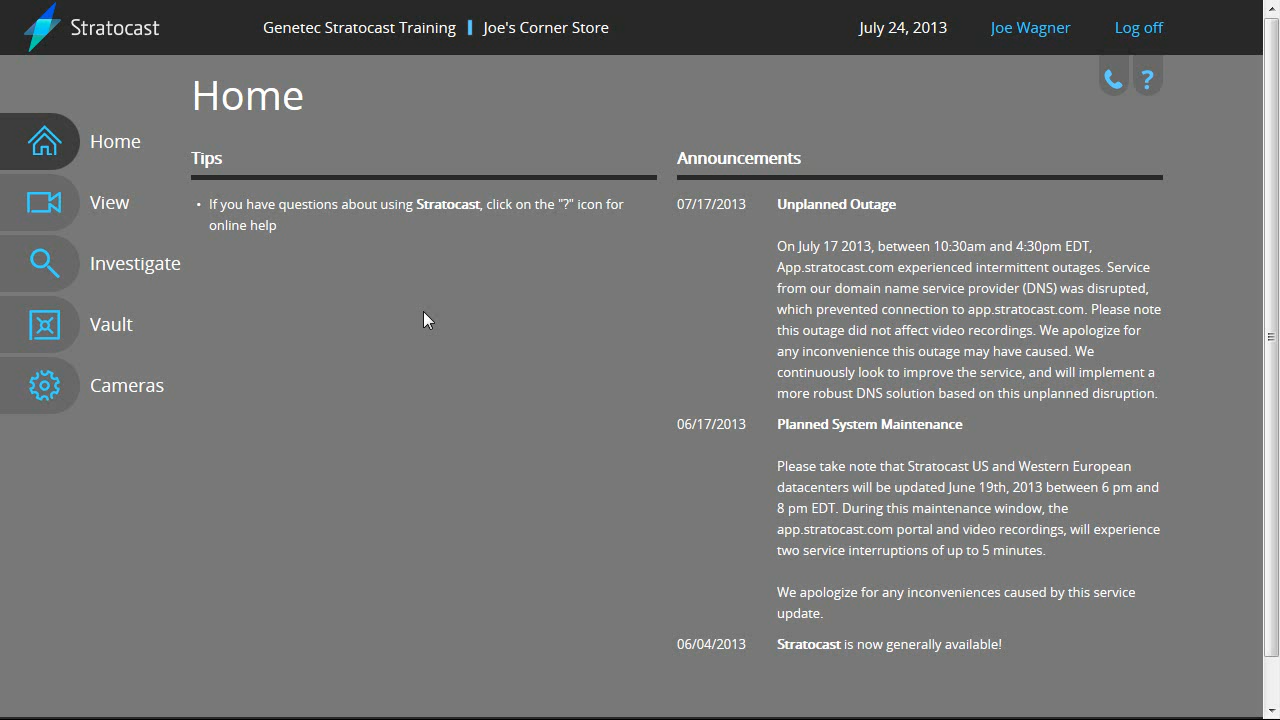 Stratocast
Genetec Stratocast Training | Joe's Corner Store
July 24, 2013
Joe Wagner
Log off
?
Home
Home
View
Investigate
Vault
Cameras
Tips
• If you have questions about using Stratocast, click on the "?" icon for
online help
Announcements
07/17/2013 Unplanned Outage
On July 17 2013, between 10:30am and 4:30pm EDT,
App.stratocast.com experienced intermittent outages. Service
from our domain name service provider (DNS) was disrupted,
which prevented connection to app.stratocast.com. Please note
this outage did not affect video recordings. We apologize for
any inconvenience this outage may have caused. We
continuously look to improve the service, and will implement a
more robust DNS solution based on this unplanned disruption.
06/17/2013 Planned System Maintenance
Please take note that Stratocast US and Western European
datacenters will be updated June 19th, 2013 between 6 pm and
8 pm EDT. During this maintenance window, the
app.stratocast.com portal and video recordings, will experience
two service interruptions of up to 5 minutes.
We apologize for any inconveniences caused by this service
update.
06/04/2013 Stratocast is now generally available!